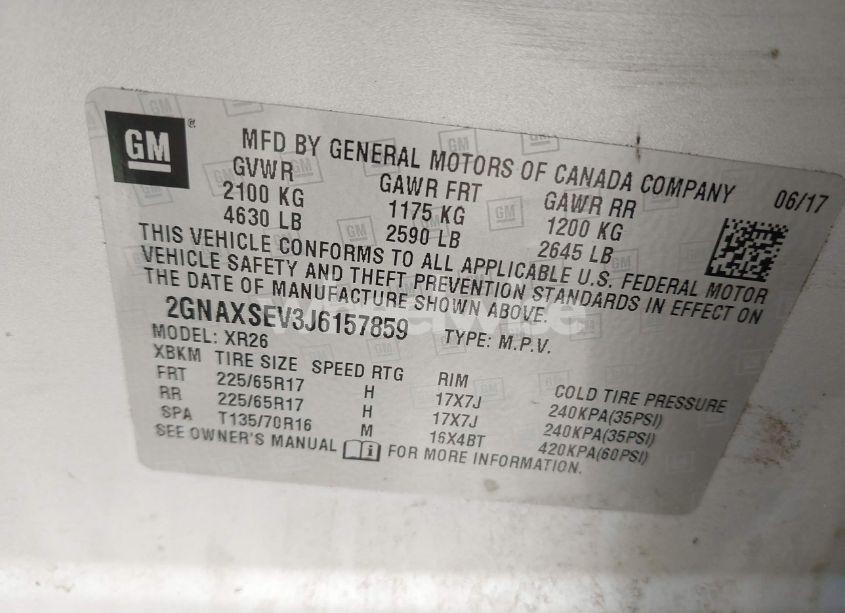 GM
MFD BY GENERAL MOTORS OF CANADA COMPANY 06/17
GVWR GAWR FRT GAWR RR
2100 KG 1175 KG 1200 KG
4630 LB 2590 LB 2645 LB
THIS VEHICLE CONFORMS TO ALL APPLICABLE U.S. FEDERAL MOTOR
VEHICLE SAFETY AND THEFT PREVENTION STANDARDS IN EFFECT ON
THE DATE OF MANUFACTURE SHOWN ABOVE.
2GNAXSEV3J6157859 TYPE: M.P.V.
MODEL: XR26
XBKM TIRE SIZE SPEED RTG RIM COLD TIRE PRESSURE
FRT 225/65R17 H 17X7J 240KPA(35PSI)
RR 225/65R17 H 17X7J 240KPA(35PSI)
SPA T135/70R16 M 16X4BT 420KPA(60PSI)
SEE OWNER'S MANUAL FOR MORE INFORMATION.